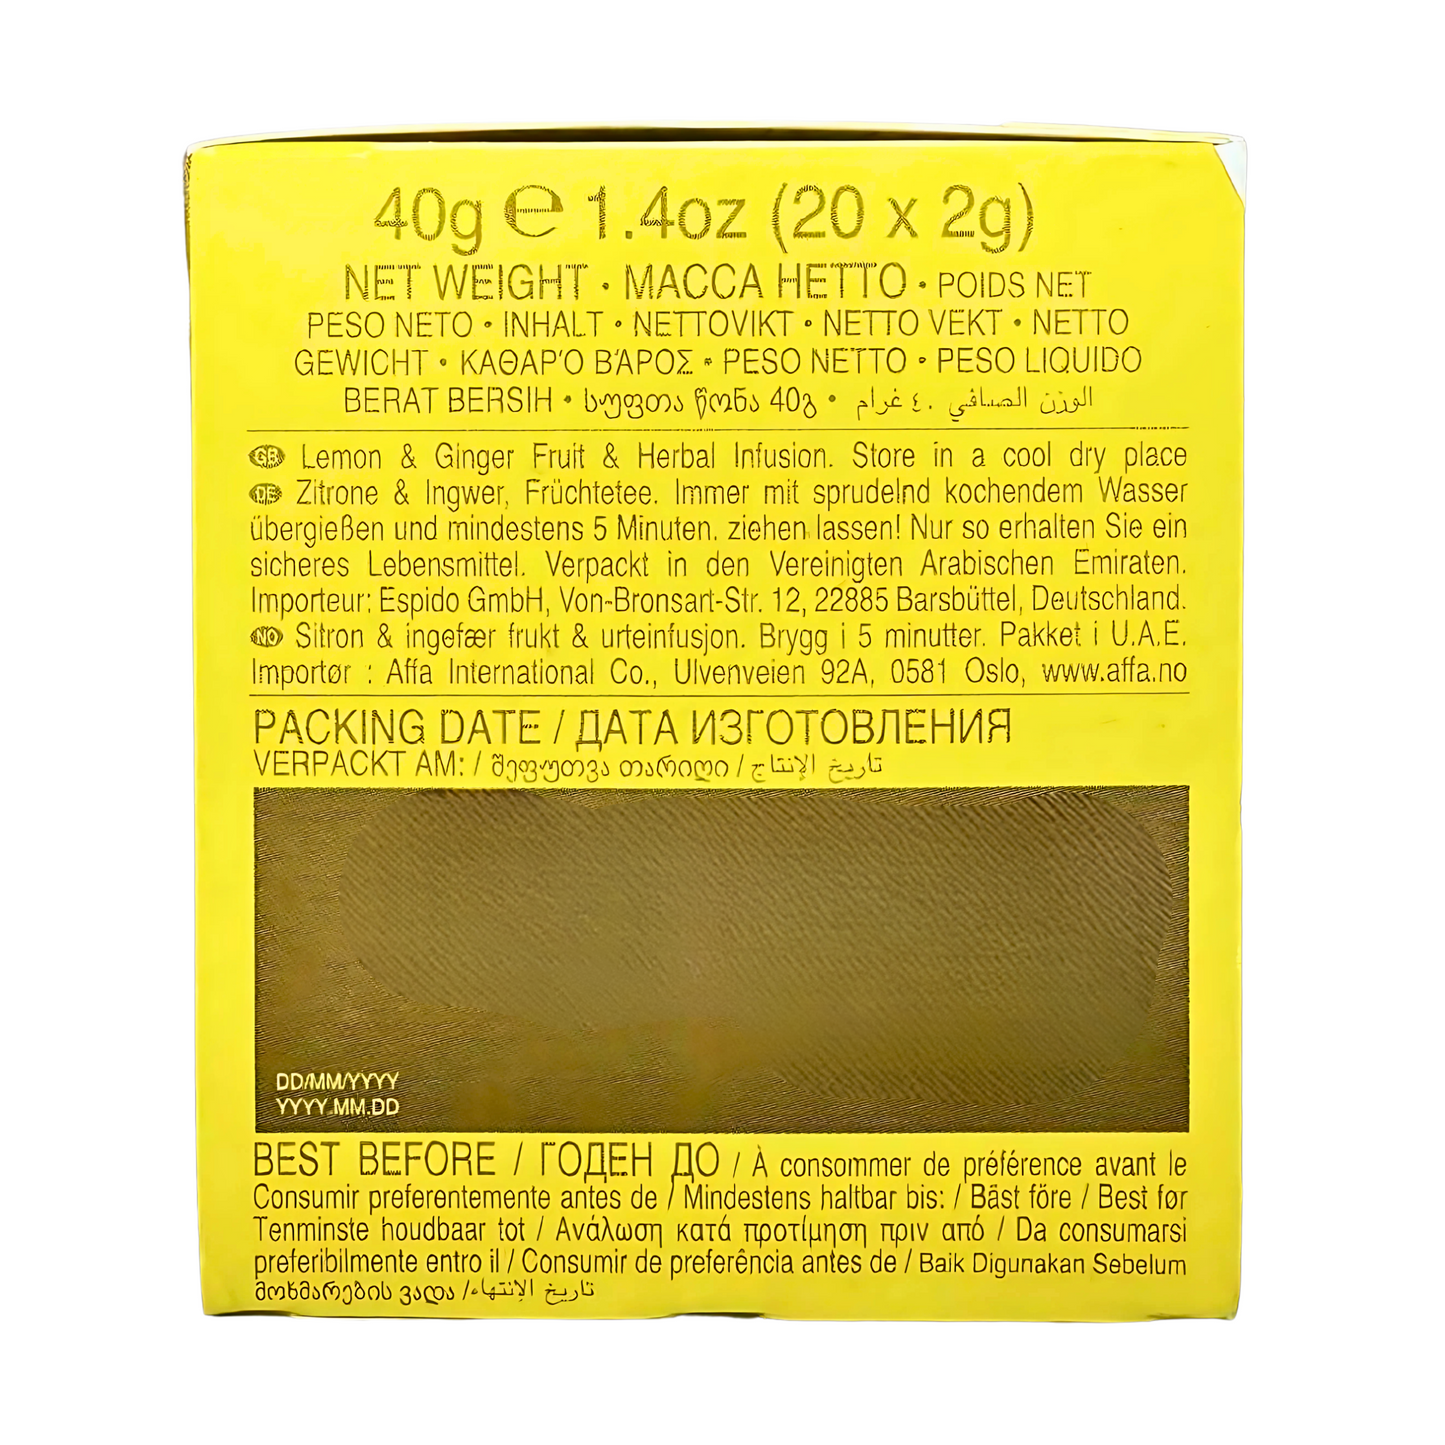 40g ℮ 1.4oz (20 x 2g)
NET WEIGHT • МАССА НЕТТО • POIDS NET
PESO NETO • INHALT • NETTOVIKT • NETTO VEKT • NETTO
GEWICHT • ΚΑΘΑΡ'Ο Β'ΑΡΟΣ • PESO NETTO • PESO LIQUIDO
BERAT BERSIH • სუფთა წონა 40გ • الوزن الصافي ٤٠ غرام
GB Lemon & Ginger Fruit & Herbal Infusion. Store in a cool dry place
DE Zitrone & Ingwer, Früchtetee. Immer mit sprudelnd kochendem Wasser
übergießen und mindestens 5 Minuten. ziehen lassen! Nur so erhalten Sie ein
sicheres Lebensmittel. Verpackt in den Vereinigten Arabischen Emiraten.
Importeur: Espido GmbH, Von-Bronsart-Str. 12, 22885 Barsbüttel, Deutschland.
NO Sitron & ingefær frukt & urteinfusjon. Brygg i 5 minutter. Pakket i U.A.E.
Importør : Affa International Co., Ulvenveien 92A, 0581 Oslo, www.affa.no
PACKING DATE / ДАТА ИЗГОТОВЛЕНИЯ
VERPACKT AM: / შეფუთვა თარიღი / تاريخ الإنتاج
DD/MM/YYYY
YYYY.MM.DD
BEST BEFORE / ГОДЕН ДО / À consommer de préférence avant le
Consumir preferentemente antes de / Mindestens haltbar bis: / Bäst före / Best før
Tenminste houdbaar tot / Ανάλωση κατά προτίμηση πριν από / Da consumarsi
preferibilmente entro il / Consumir de preferência antes de / Baik Digunakan Sebelum
მოხმარების ვადა / تاريخ الإنتهاء